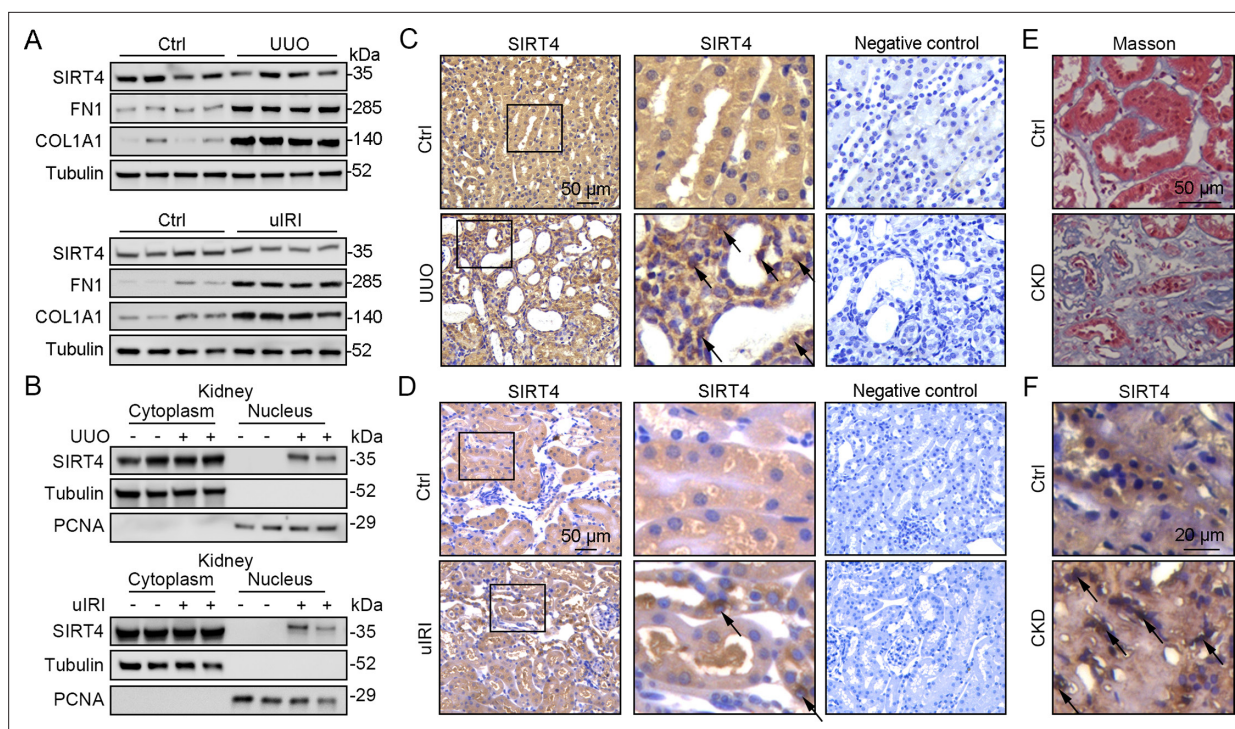 A
Ctrl UUO
kDa
SIRT4 -35
FN1 -285
COL1A1 -140
Tubulin -52
Ctrl uIRI
SIRT4 -35
FN1 -285
COL1A1 -140
Tubulin -52
B
Kidney
Cytoplasm Nucleus
UUO - - + + - - + + kDa
SIRT4 -35
Tubulin -52
PCNA -29
Kidney
Cytoplasm Nucleus
uIRI - - + + - - + + kDa
SIRT4 -35
Tubulin -52
PCNA -29
C
SIRT4 SIRT4 Negative control
Ctrl
50 µm
UUO
D
SIRT4 SIRT4 Negative control
Ctrl
50 µm
uIRI
E
Masson
Ctrl
50 µm
CKD
F
SIRT4
Ctrl
20 µm
CKD